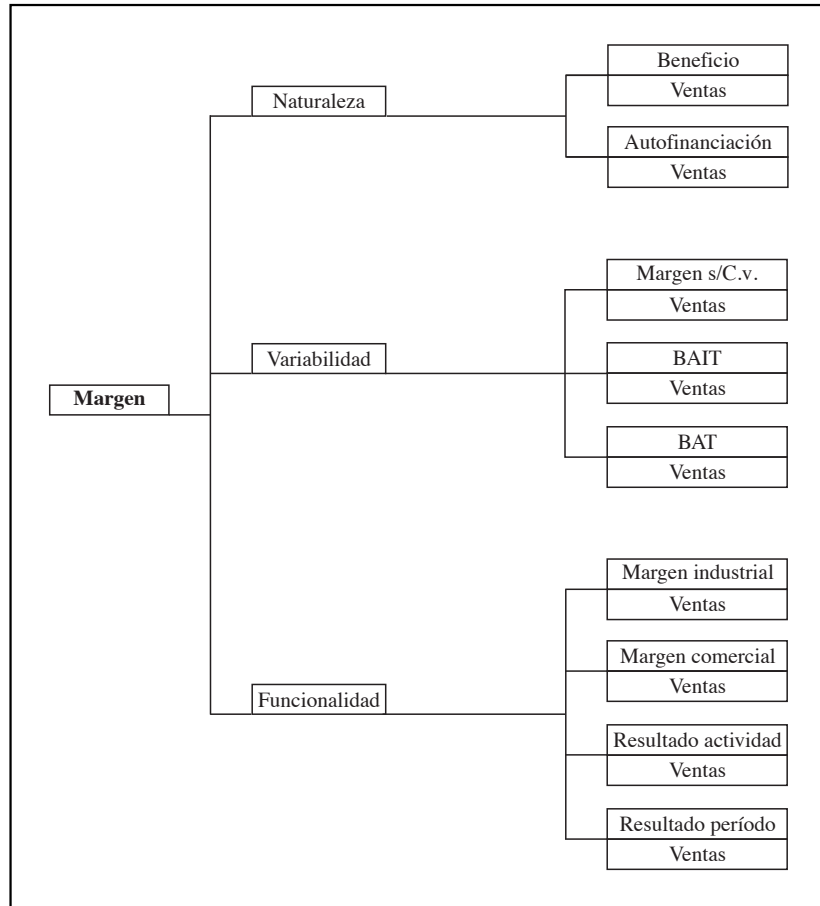 Beneficio
Ventas
Naturaleza
Autofinanciación
Ventas
Margen s/C.v.
Ventas
Variabilidad
BAIT
Ventas
Margen
BAT
Ventas
Margen industrial
Ventas
Margen comercial
Ventas
Funcionalidad
Resultado actividad
Ventas
Resultado período
Ventas